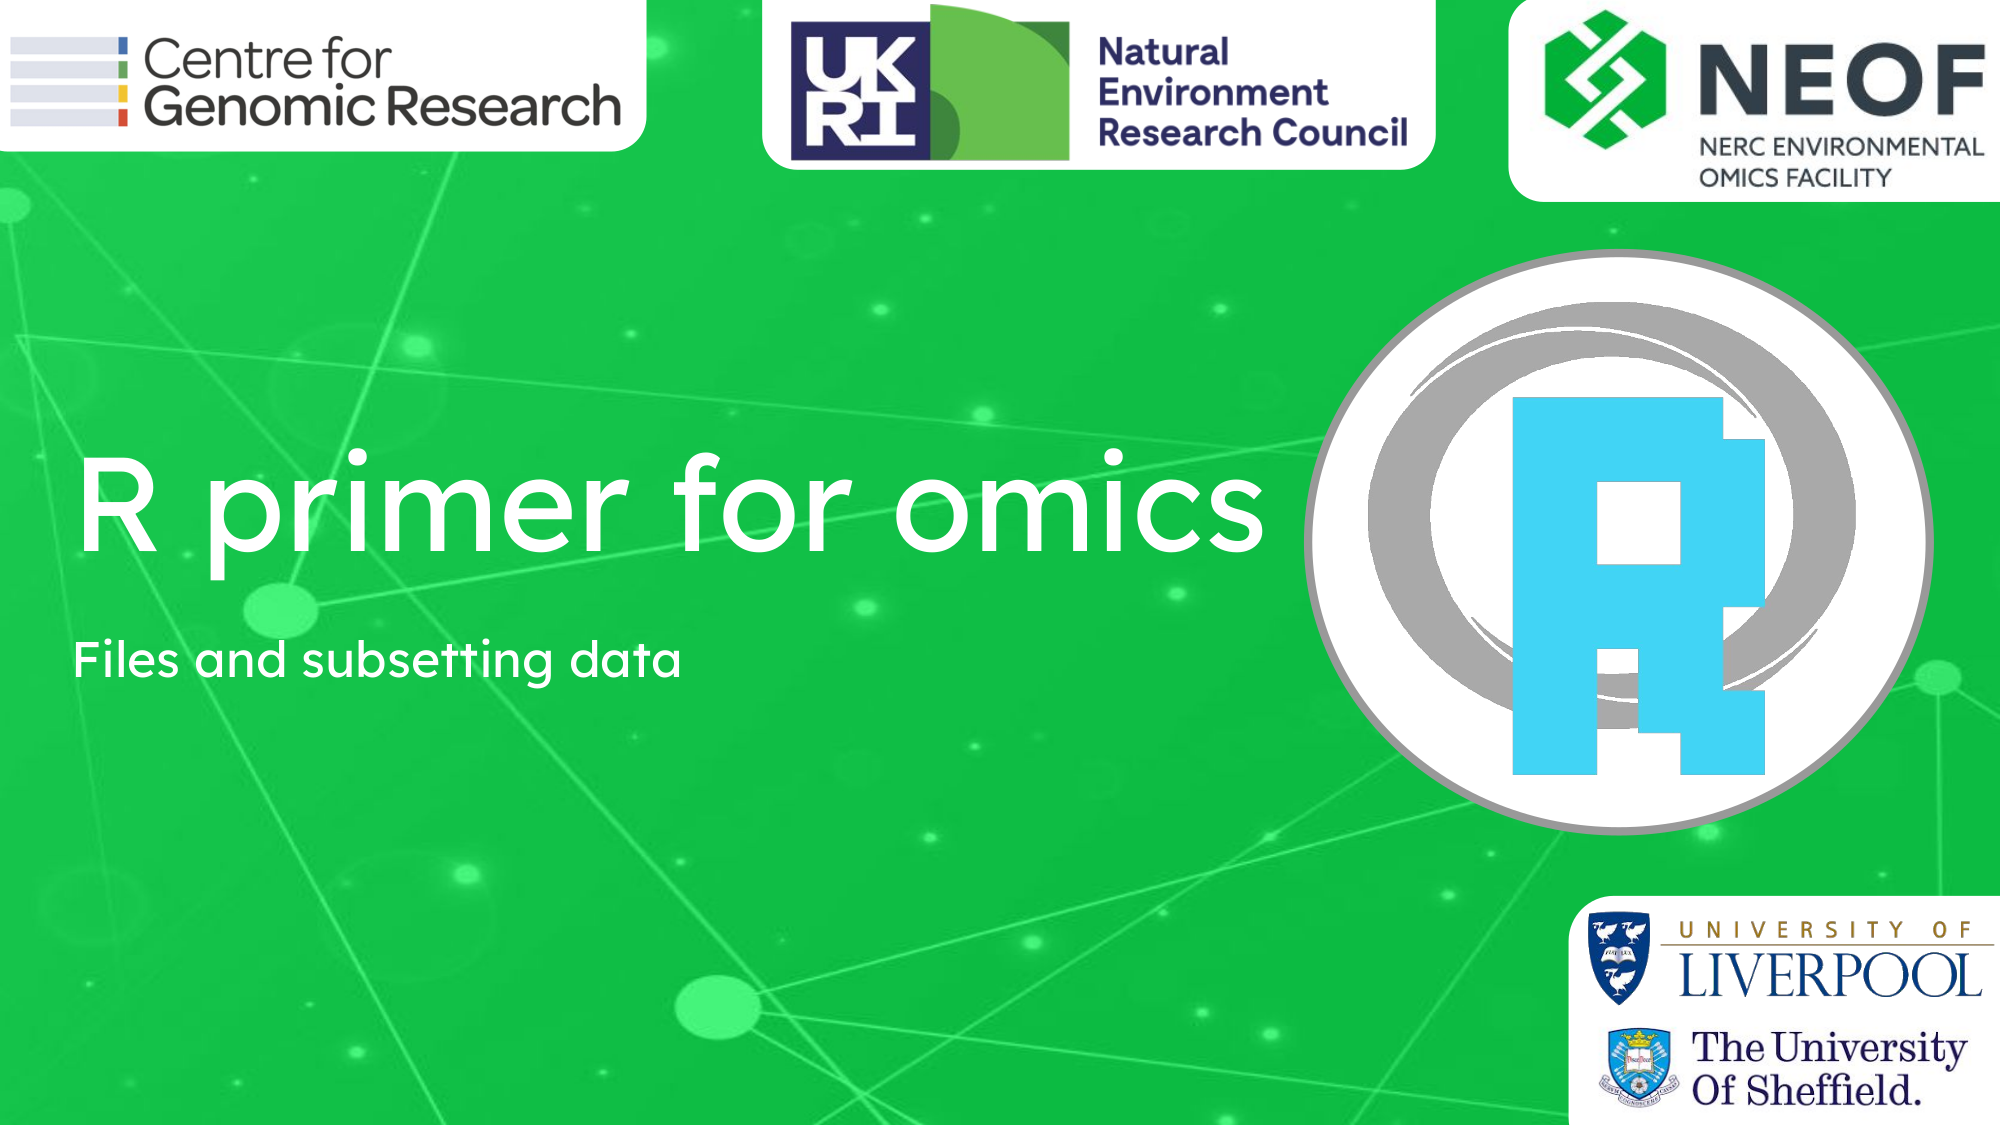 Centre for
Genomic Research
UK
RI
Natural
Environment
Research Council
NEOF
NERC ENVIRONMENTAL
OMICS FACILITY
R primer for omics
R
Files and subsetting data
UNIVERSITY OF
LIVERPOOL
The University
Of Sheffield.